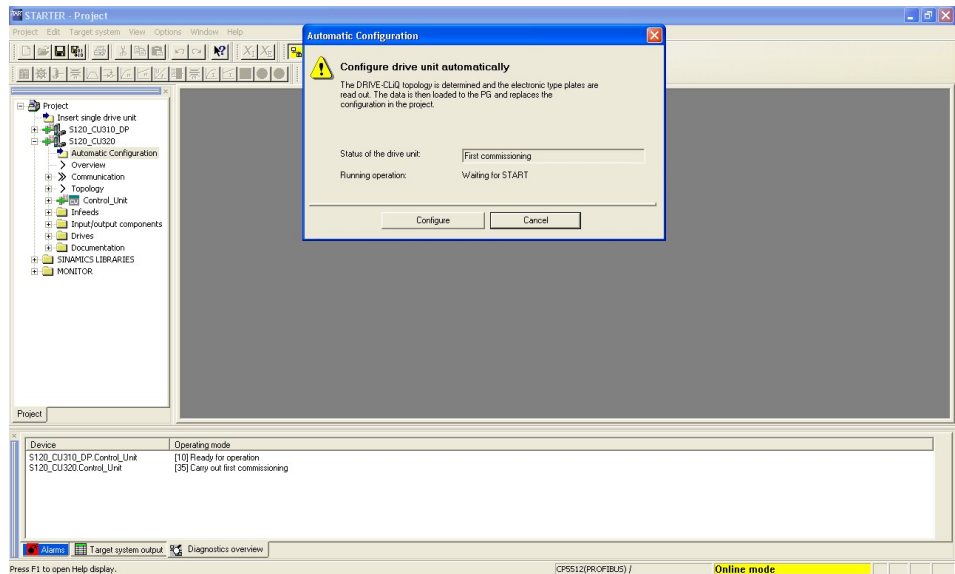 STARTER - Project
Project Edit Target system View Options Window Help
Automatic Configuration
Configure drive unit automatically
The DRIVE-CLiQ topology is determined and the electronic type plates are
read out. The data is then loaded to the PG and replaces the
configuration in the project.
Status of the drive unit: First commissioning
Running operation: Waiting for START
Configure Cancel
Project
Insert single drive unit
S120_CU310_DP
S120_CU320
Automatic Configuration
Overview
Communication
Topology
Control_Unit
Infeeds
Input/output components
Drives
Documentation
SINAMICS LIBRARIES
MONITOR
Project
Device Operating mode
S120_CU310_DP.Control_Unit [10] Ready for operation
S120_CU320.Control_Unit [35] Carry out first commissioning
Alarms Target system output Diagnostics overview
Press F1 to open Help display. CP5512(PROFIBUS) / Online mode